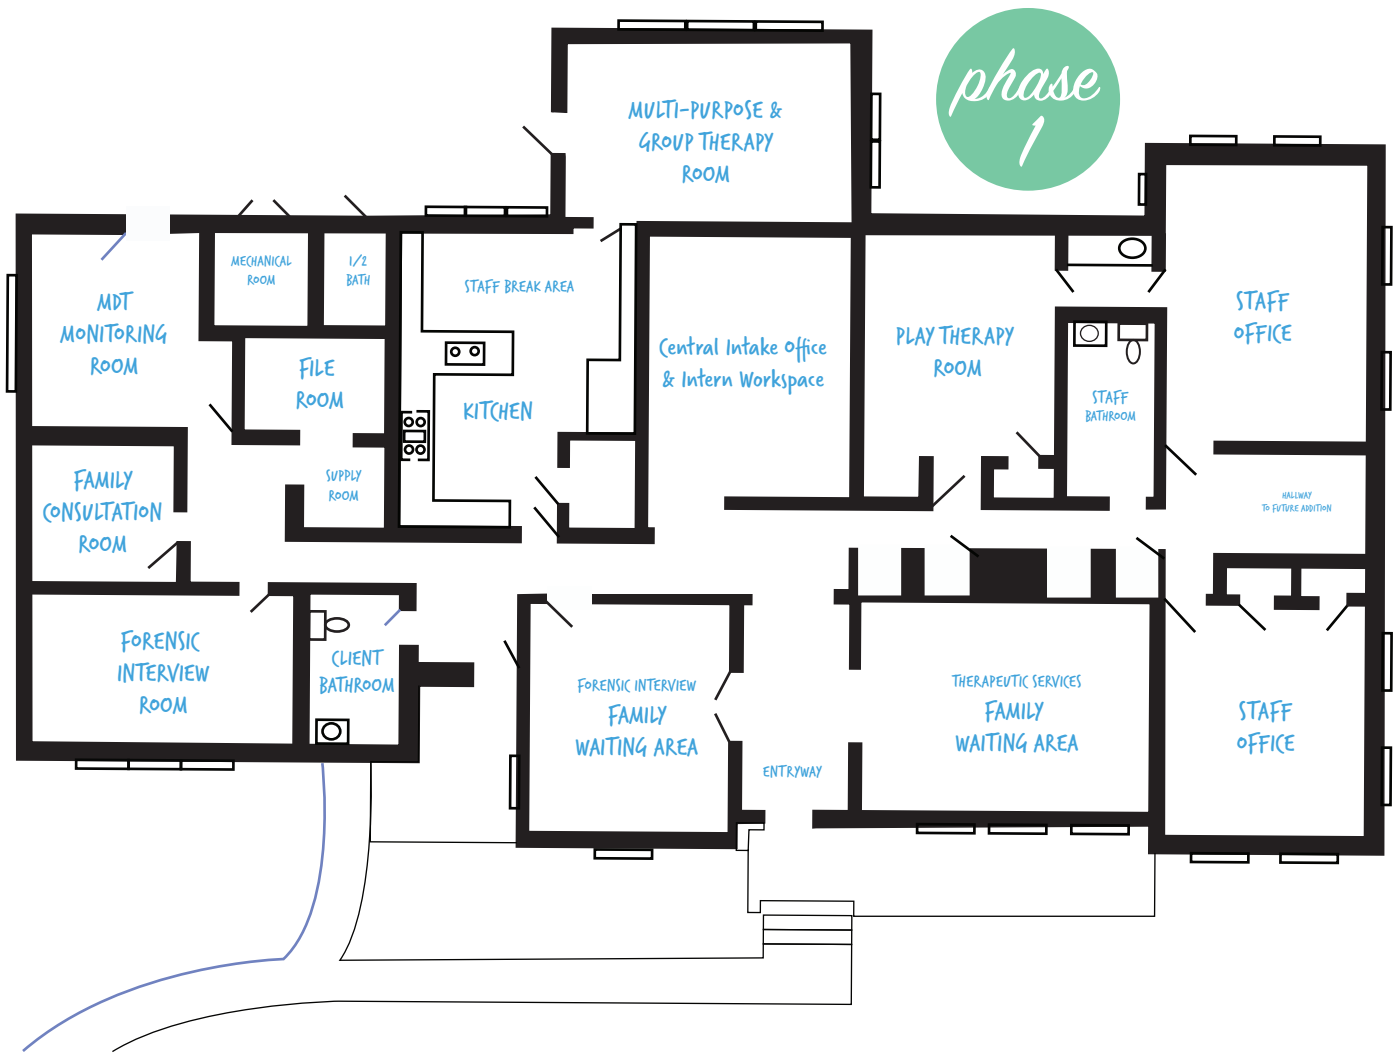 phase
1
MULTI-PURPOSE &
GROUP THERAPY
ROOM
MECHANICAL
ROOM
1/2
BATH
STAFF BREAK AREA
MDT
MONITORING
ROOM
STAFF
OFFICE
Central Intake Office
& Intern Workspace
PLAY THERAPY
ROOM
FILE
ROOM
KITCHEN
STAFF
BATHROOM
FAMILY
CONSULTATION
ROOM
SUPPLY
ROOM
HALLWAY
TO FUTURE ADDITION
FORENSIC
INTERVIEW
ROOM
CLIENT
BATHROOM
FORENSIC INTERVIEW
FAMILY
WAITING AREA
THERAPEUTIC SERVICES
FAMILY
WAITING AREA
STAFF
OFFICE
ENTRYWAY